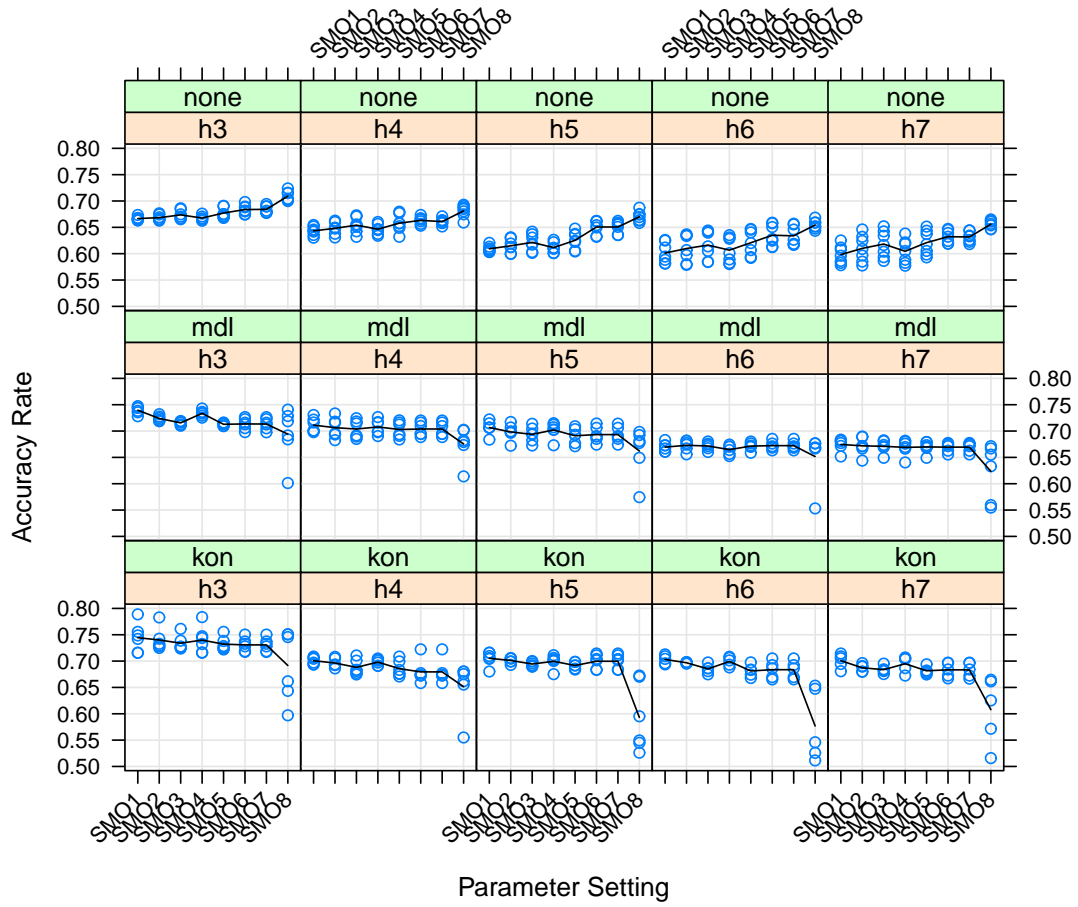 SMO1 SMO2 SMO3 SMO4 SMO5 SMO6 SMO7 SMO8 SMO1 SMO2 SMO3 SMO4 SMO5 SMO6 SMO7 SMO8
none none none none none
h3 h4 h5 h6 h7
0.80
0.75
0.70
0.65
0.60
0.55
0.50
mdl mdl mdl mdl mdl
h3 h4 h5 h6 h7
0.80
0.75
0.70
0.65
0.60
0.55
0.50
Accuracy Rate
kon kon kon kon kon
h3 h4 h5 h6 h7
0.80
0.75
0.70
0.65
0.60
0.55
0.50
SMO1 SMO2 SMO3 SMO4 SMO5 SMO6 SMO7 SMO8 SMO1 SMO2 SMO3 SMO4 SMO5 SMO6 SMO7 SMO8 SMO1 SMO2 SMO3 SMO4 SMO5 SMO6 SMO7 SMO8
Parameter Setting